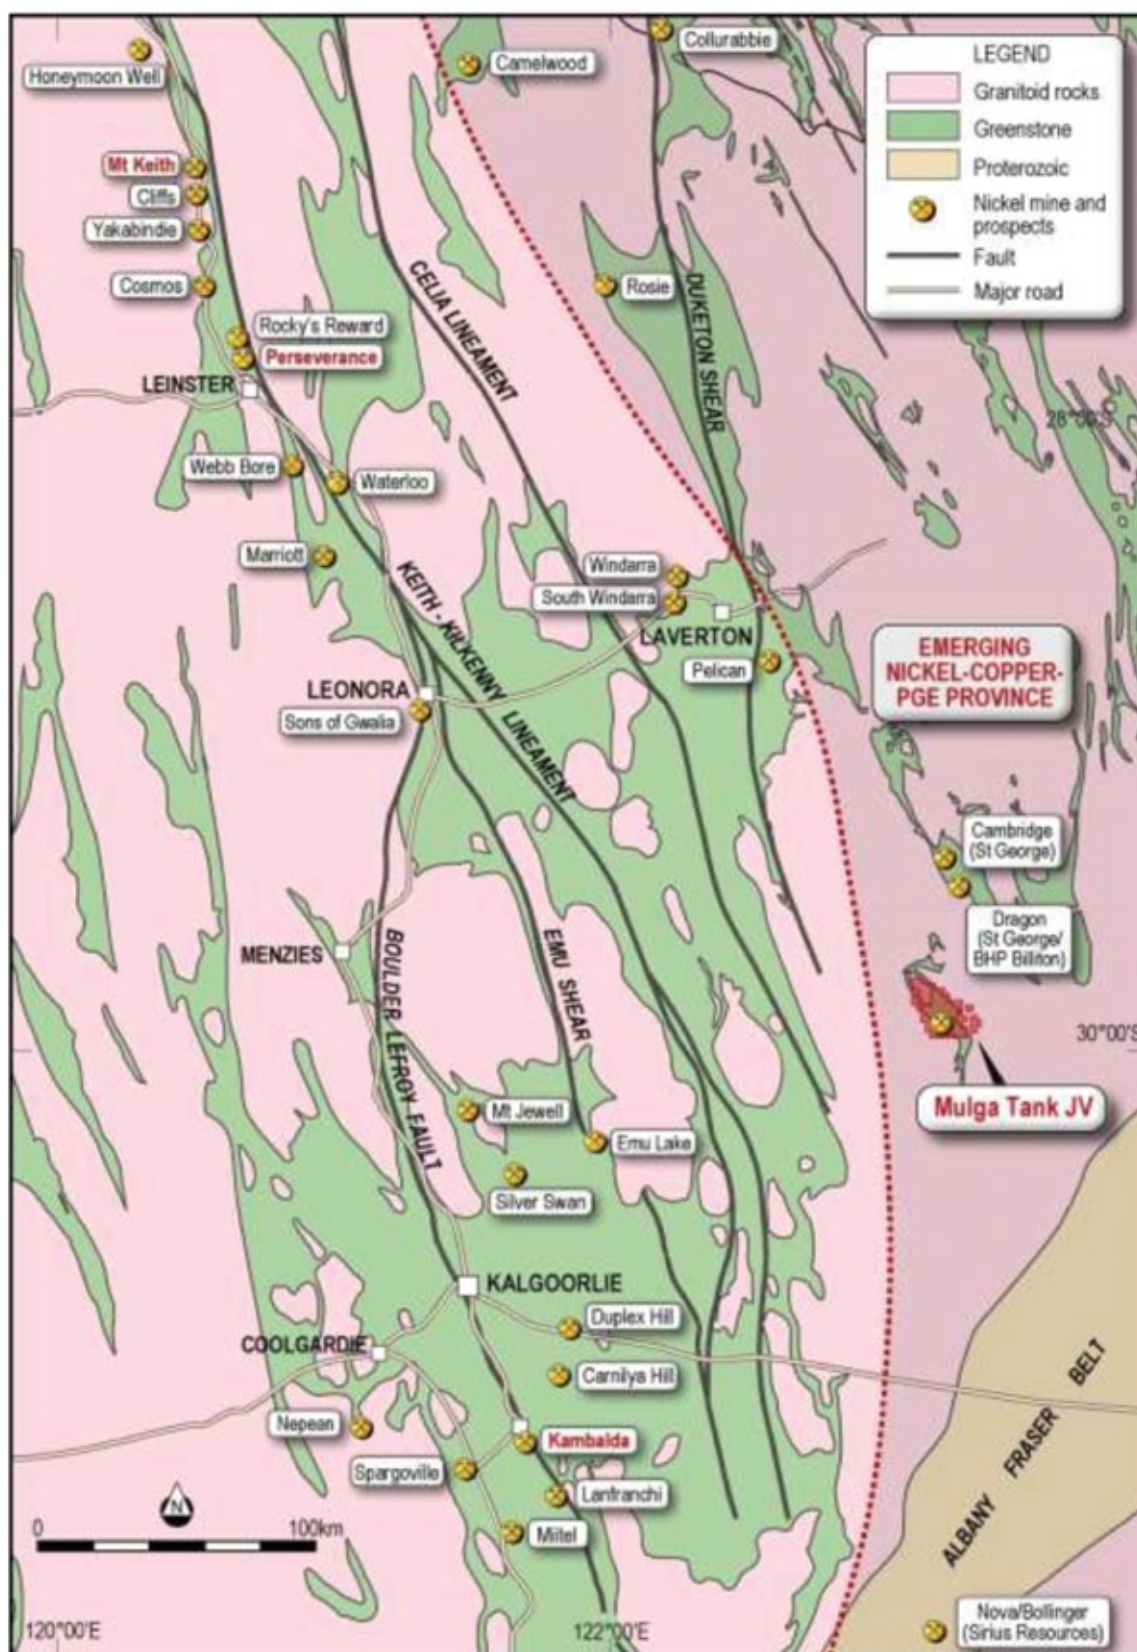 Honeymoon Well
Camelwood
Collurabbie
LEGEND
Granitoid rocks
Greenstone
Proterozoic
Nickel mine and
prospects
Fault
Major road
Mt Keith
Cliffs
Yakabindie
Cosmos
Rocky's Reward
Perseverance
LEINSTER
CELIA LINEAMENT
Rosie
DUKETON SHEAR
28°00'S
Webb Bore
Waterloo
Marriott
KEITH - KILKENNY LINEAMENT
Windarra
South Windarra
LAVERTON
Pelican
EMERGING
NICKEL-COPPER-
PGE PROVINCE
LEONORA
Sons of Gwalia
Cambridge
(St George)
Dragon
(St George/
BHP Billiton)
MENZIES
BOULDER LEFROY FAULT
EMU SHEAR
30°00'S
Mulga Tank JV
Mt Jewell
Emu Lake
Silver Swan
KALGOORLIE
Duplex Hill
COOLGARDIE
Carnilya Hill
Nepean
Kambalda
Spargoville
Lanfranchi
Miitel
ALBANY FRASER BELT
N
0 100km
120°00'E
122°00'E
Nova/Bollinger
(Sirius Resources)